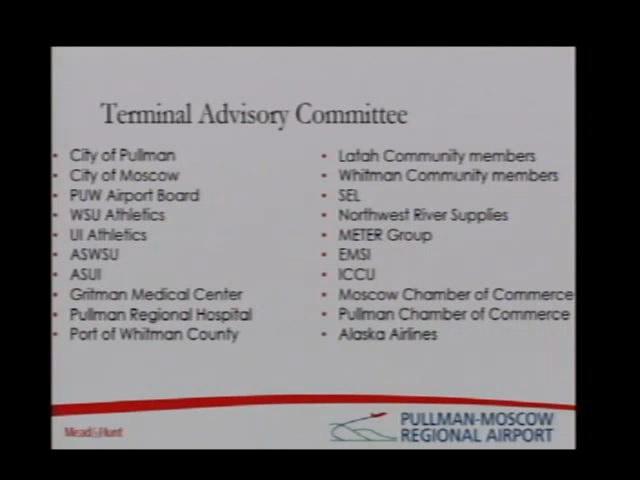 Terminal Advisory Committee
• City of Pullman
• City of Moscow
• PUW Airport Board
• WSU Athletics
• UI Athletics
• ASWSU
• ASUI
• Gritman Medical Center
• Pullman Regional Hospital
• Port of Whitman County
• Latah Community members
• Whitman Community members
• SEL
• Northwest River Supplies
• METER Group
• EMSI
• ICCU
• Moscow Chamber of Commerce
• Pullman Chamber of Commerce
• Alaska Airlines
Mead&Hunt
PULLMAN-MOSCOW
REGIONAL AIRPORT